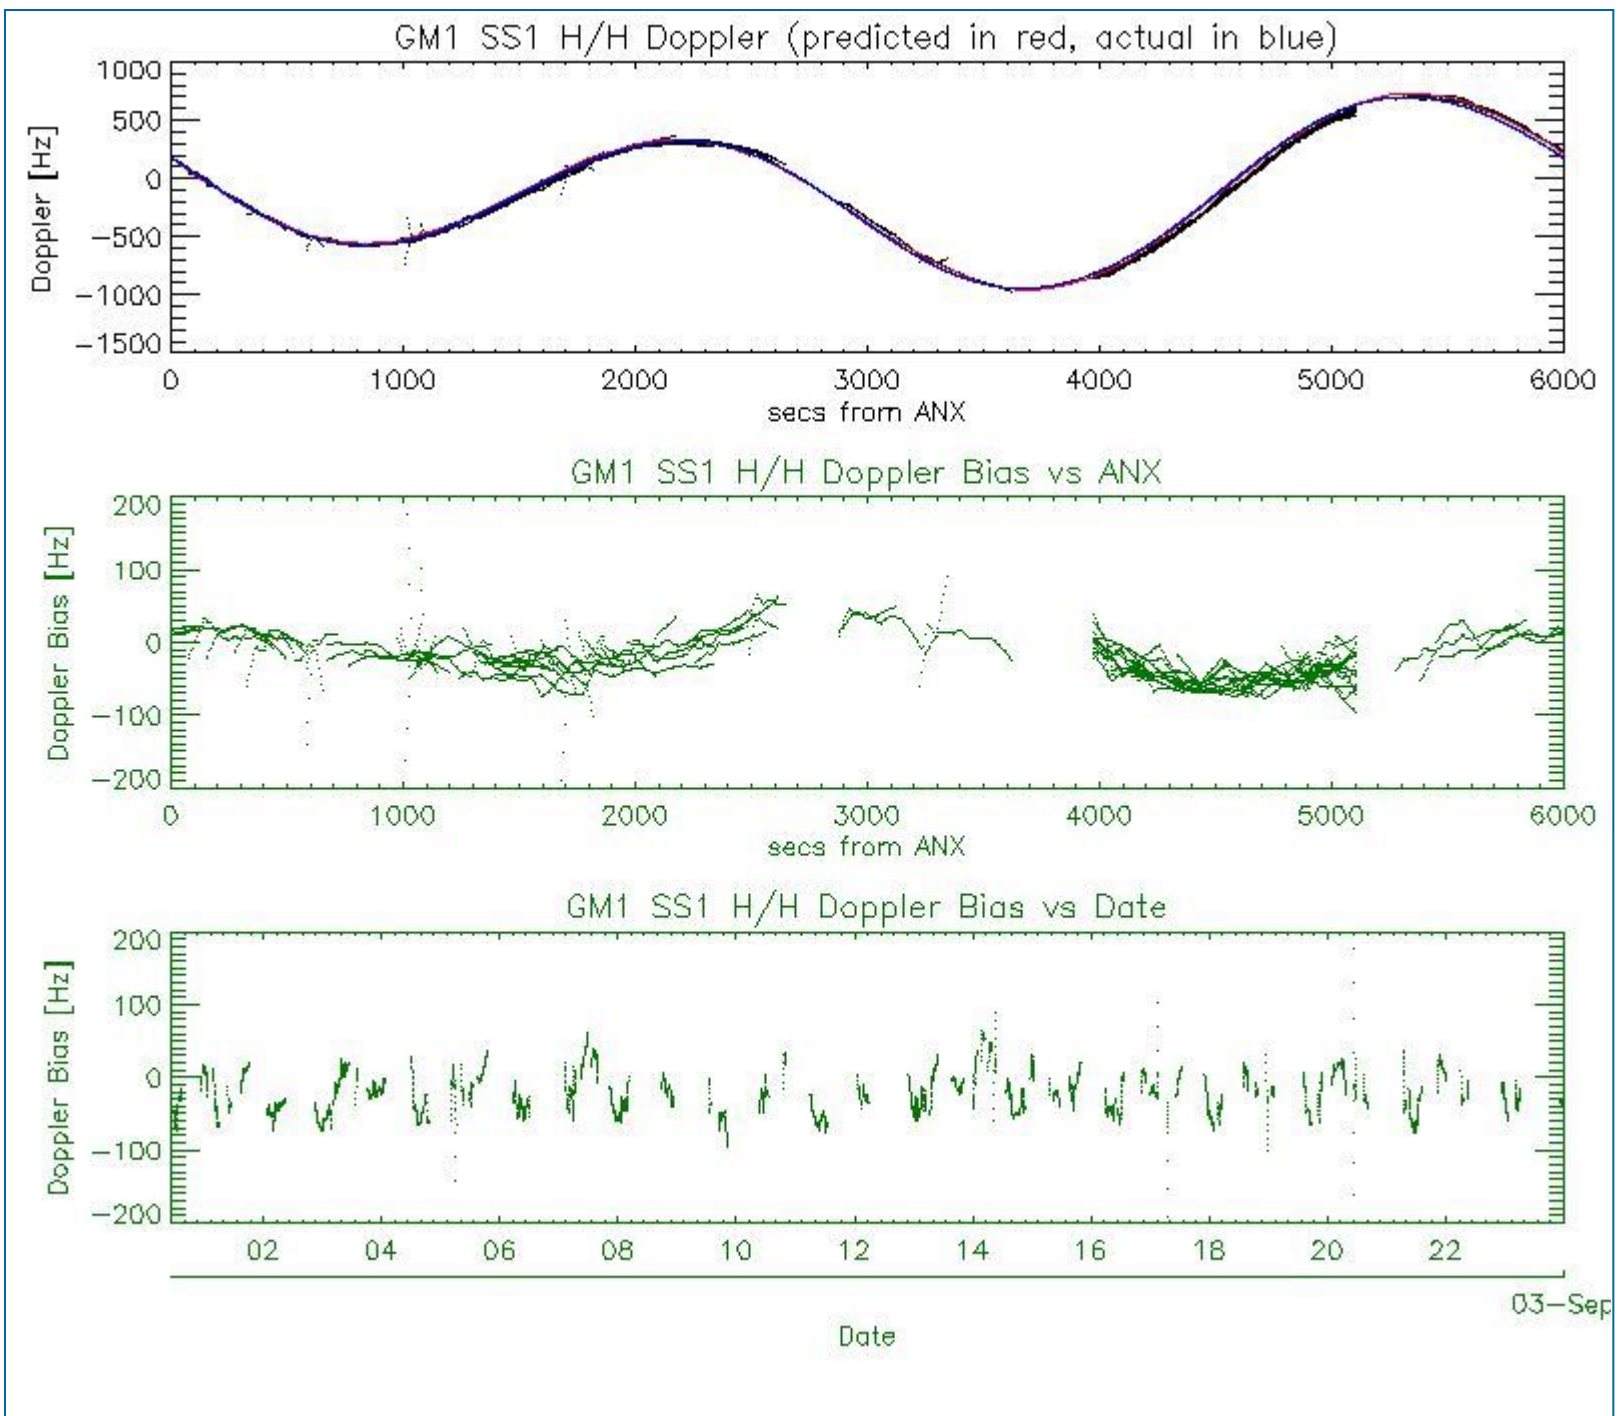 GM1 SS1 H/H Doppler (predicted in red, actual in blue)
1000
500
0
−500
−1000
−1500
Doppler [Hz]
0 1000 2000 3000 4000 5000 6000
secs from ANX
GM1 SS1 H/H Doppler Bias vs ANX
200
100
0
−100
−200
Doppler Bias [Hz]
0 1000 2000 3000 4000 5000 6000
secs from ANX
GM1 SS1 H/H Doppler Bias vs Date
200
100
0
−100
−200
Doppler Bias [Hz]
02 04 06 08 10 12 14 16 18 20 22
03−Sep
Date